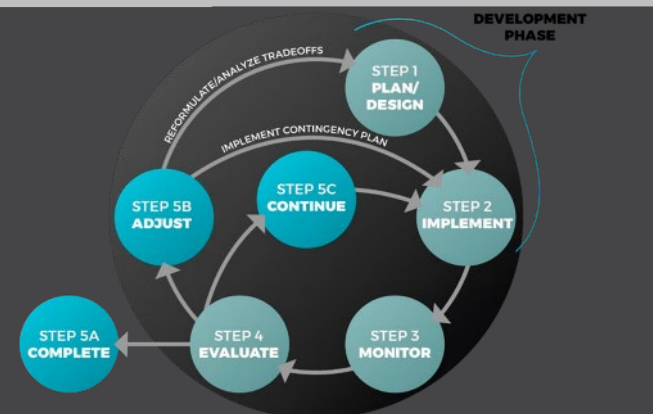 DEVELOPMENT
PHASE
REFORMULATE/ANALYZE TRADEOFFS
STEP 1
PLAN/
DESIGN
IMPLEMENT CONTINGENCY PLAN
STEP 5B
ADJUST
STEP 5C
CONTINUE
STEP 2
IMPLEMENT
STEP 5A
COMPLETE
STEP 4
EVALUATE
STEP 3
MONITOR